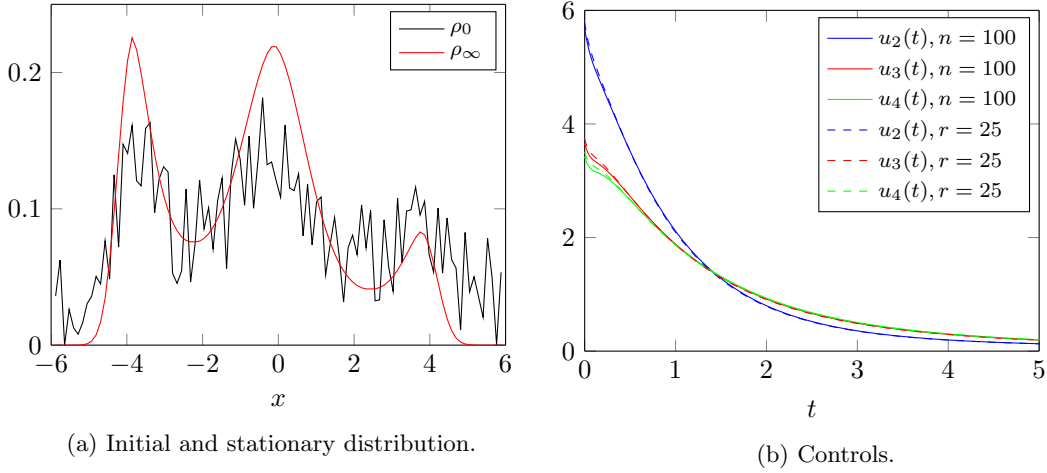 0.2
0.1
0
−6 −4 −2 0 2 4 6
x
ρ0
ρ∞
(a) Initial and stationary distribution.
6
4
2
0
0 1 2 3 4 5
t
u2(t), n = 100
u3(t), n = 100
u4(t), n = 100
u2(t), r = 25
u3(t), r = 25
u4(t), r = 25
(b) Controls.